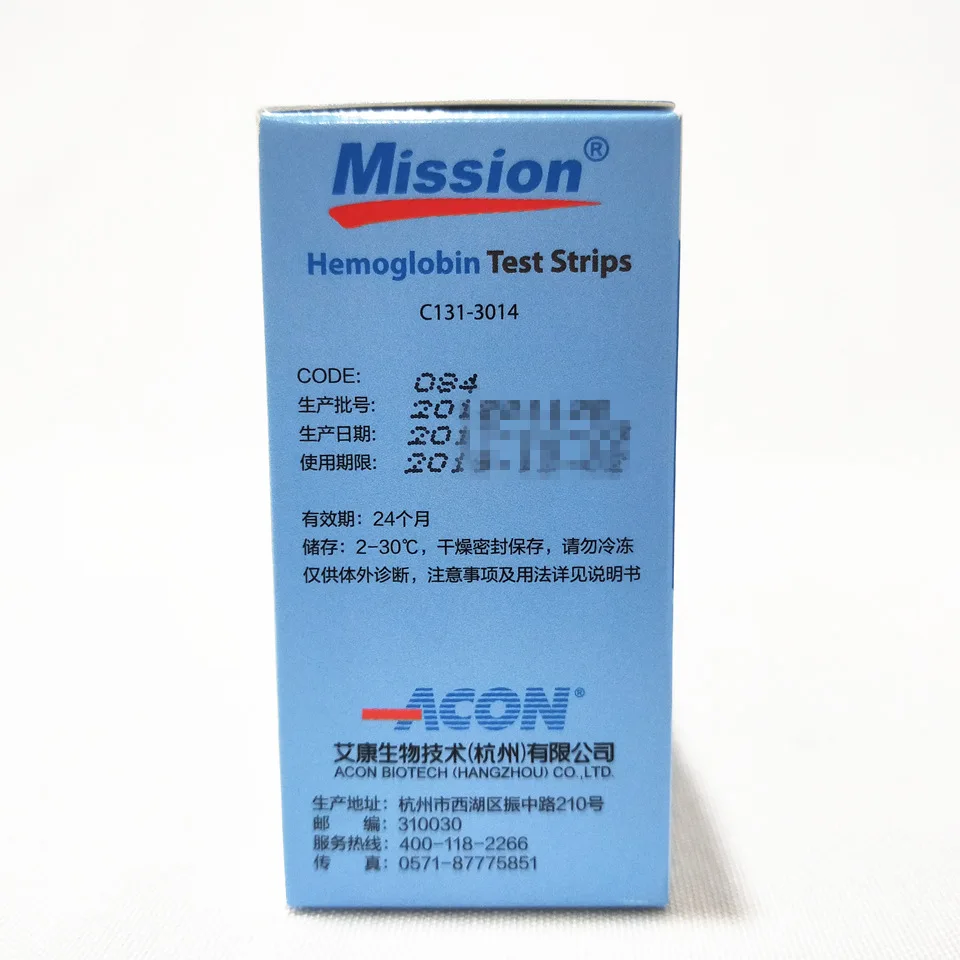 Mission®
Hemoglobin Test Strips
C131-3014
CODE: 084
生产批号:
生产日期:
使用期限:
有效期：24个月
储存：2-30℃，干燥密封保存，请勿冷冻
仅供体外诊断，注意事项及用法详见说明书
ACON®
艾康生物技术(杭州)有限公司
ACON BIOTECH (HANGZHOU) CO.,LTD.
生产地址：杭州市西湖区振中路210号
邮 编：310030
服务热线：400-118-2266
传 真：0571-87775851